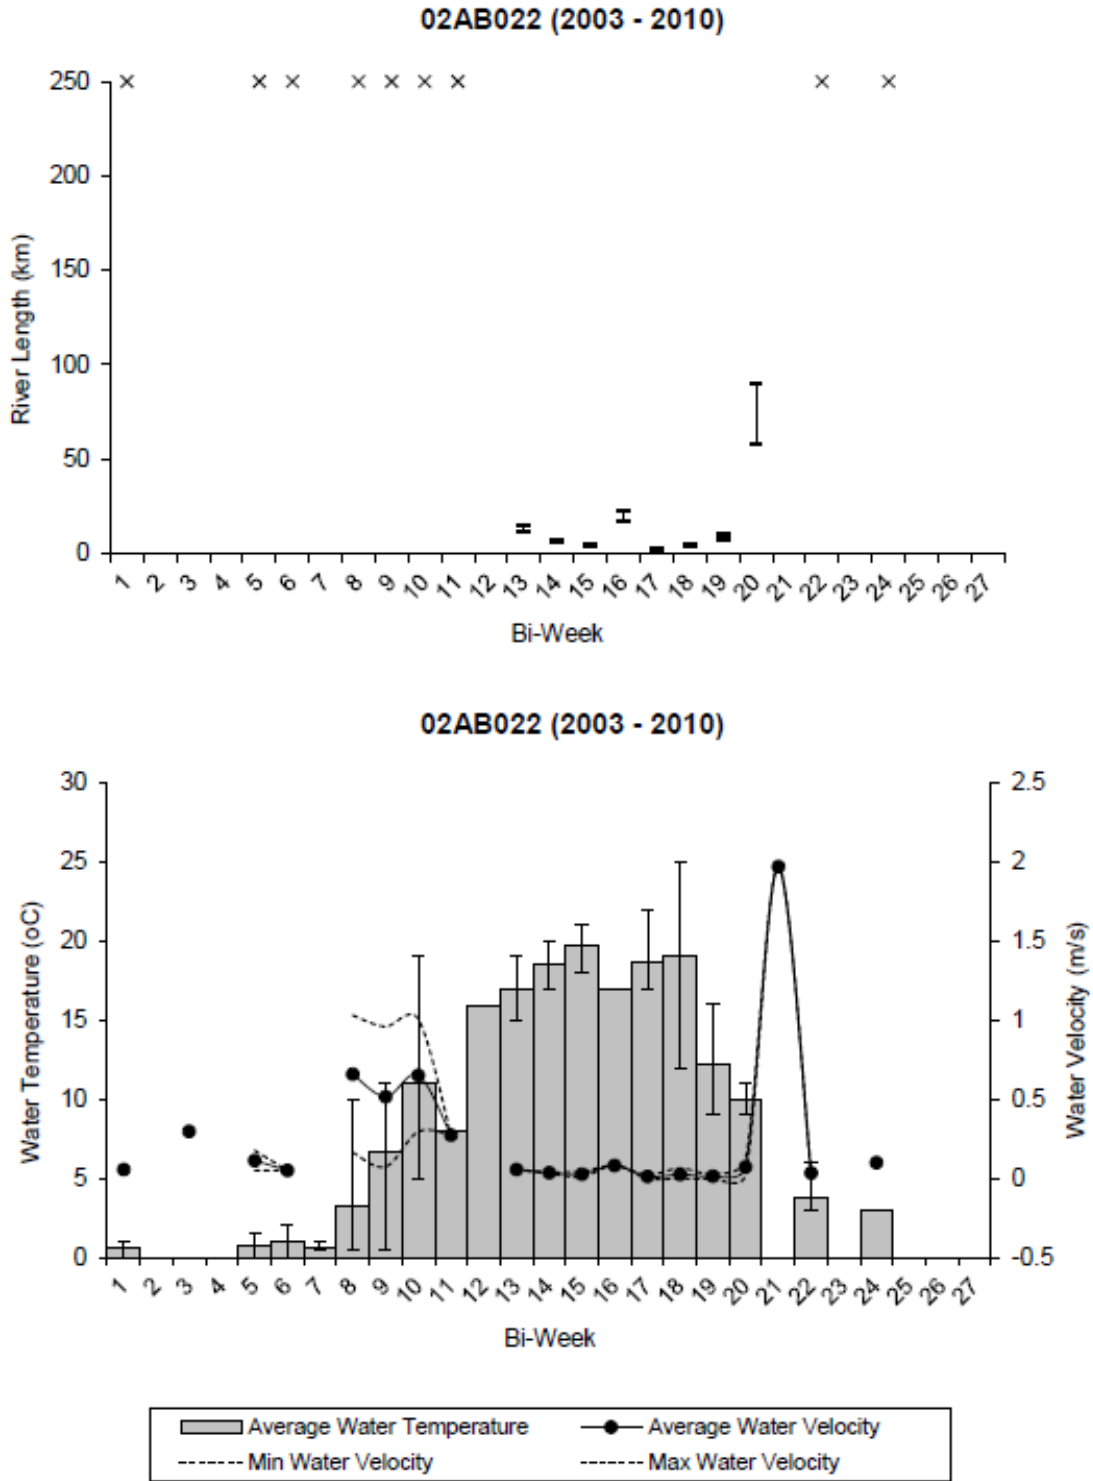 02AB022 (2003 - 2010)
250
200
150
100
50
0
River Length (km)
1 2 3 4 5 6 7 8 9 10 11 12 13 14 15 16 17 18 19 20 21 22 23 24 25 26 27
Bi-Week
02AB022 (2003 - 2010)
30 2.5
25 2
20 1.5
15 1
10 0.5
5 0
0 -0.5
Water Temperature (oC)
Water Velocity (m/s)
1 2 3 4 5 6 7 8 9 10 11 12 13 14 15 16 17 18 19 20 21 22 23 24 25 26 27
Bi-Week
Average Water Temperature Average Water Velocity
Min Water Velocity Max Water Velocity